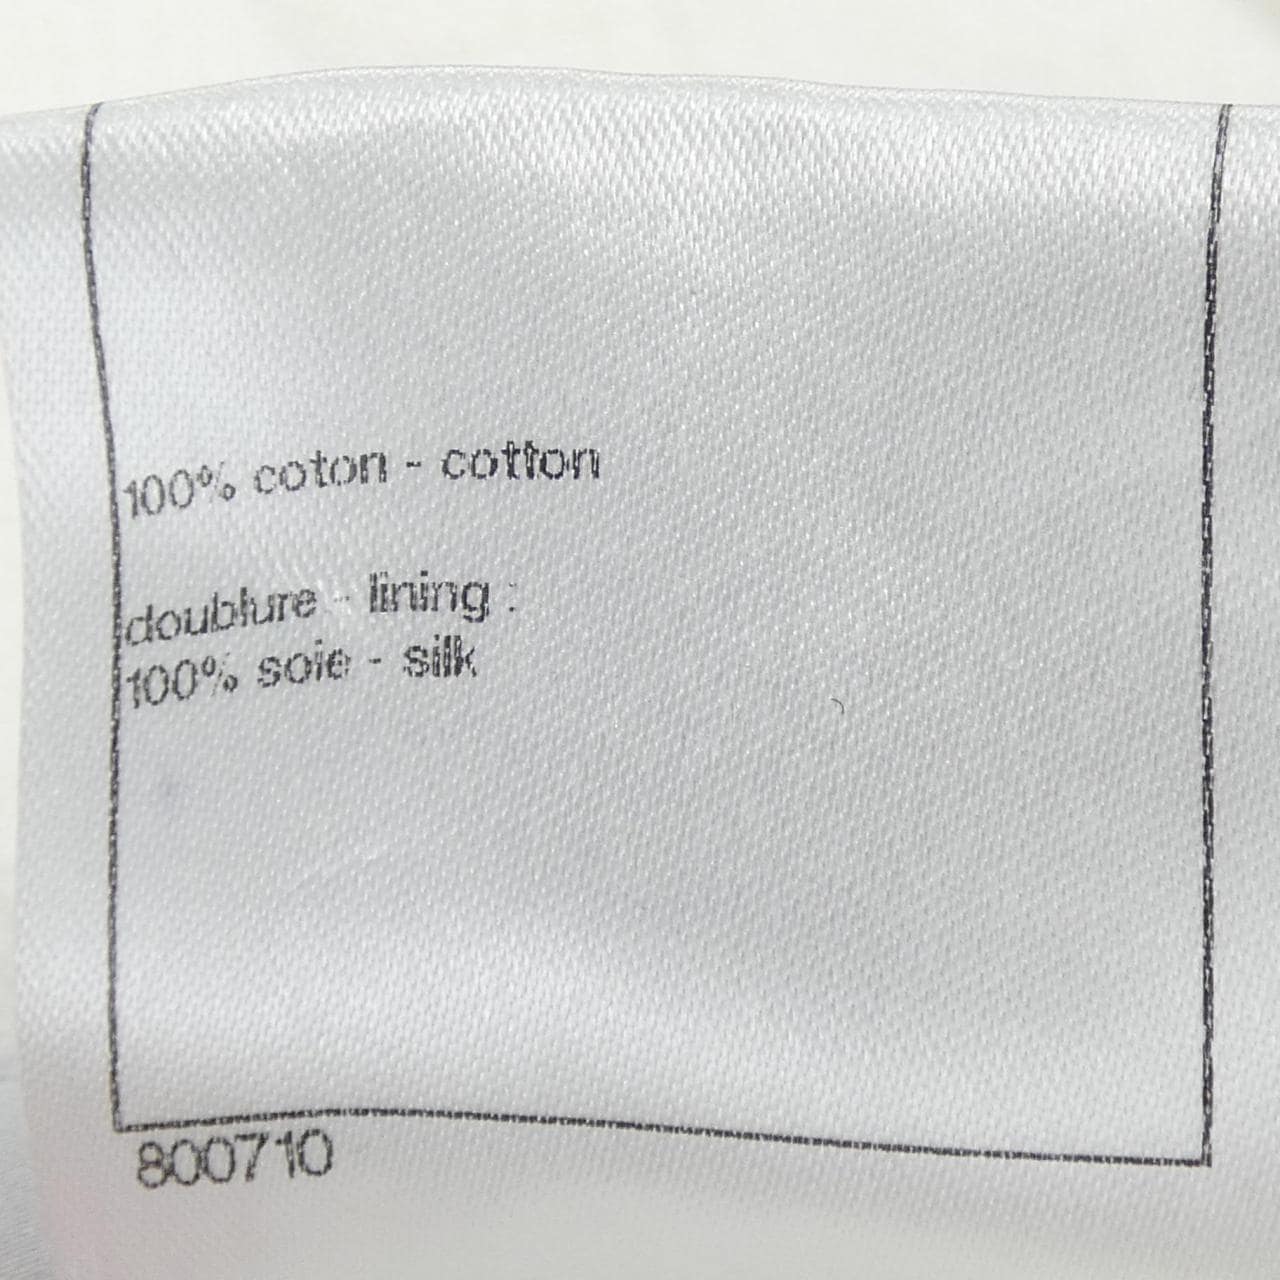 100% coton - cotton
doublure - lining :
100% soie - silk
800710